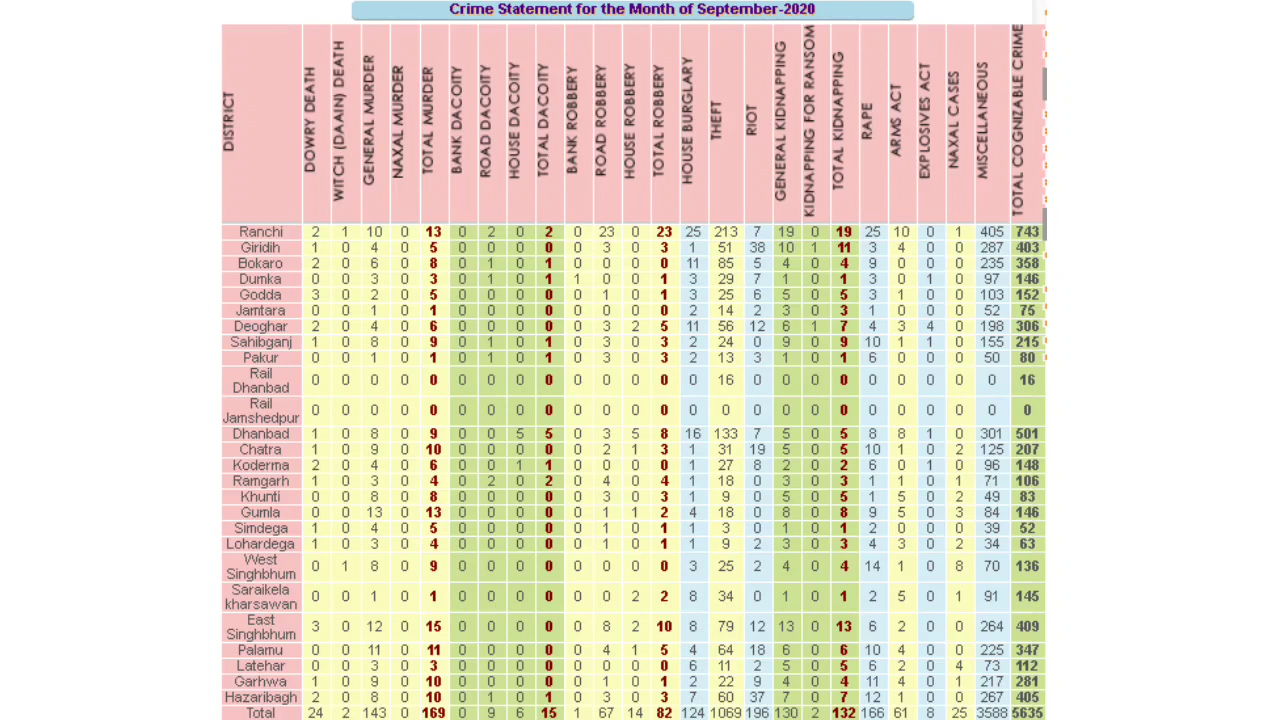 Crime Statement for the Month of September-2020
DISTRICT DOWRY DEATH WITCH (DAAIN) DEATH GENERAL MURDER NAXAL MURDER TOTAL MURDER BANK DACOITY ROAD DACOITY HOUSE DACOITY TOTAL DACOITY BANK ROBBERY ROAD ROBBERY HOUSE ROBBERY TOTAL ROBBERY HOUSE BURGLARY THEFT RIOT GENERAL KIDNAPPING KIDNAPPING FOR RANSOM TOTAL KIDNAPPING RAPE ARMS ACT EXPLOSIVES ACT NAXAL CASES MISCELLANEOUS TOTAL COGNIZABLE CRIME
Ranchi 2 1 10 0 13 0 2 0 2 0 23 0 23 25 213 7 19 0 19 25 10 0 1 405 743
Giridih 1 0 4 0 5 0 0 0 0 0 3 0 3 1 51 38 10 1 11 3 4 0 0 287 403
Bokaro 2 0 6 0 8 0 1 0 1 0 0 0 0 11 85 5 4 0 4 9 0 0 0 235 358
Dumka 0 0 3 0 3 0 1 0 1 1 0 0 1 3 29 7 1 0 1 3 0 1 0 97 146
Godda 3 0 2 0 5 0 0 0 0 0 1 0 1 3 25 6 5 0 5 3 1 0 0 103 152
Jamtara 0 0 1 0 1 0 0 0 0 0 0 0 0 2 14 2 3 0 3 1 0 0 0 52 75
Deoghar 2 0 4 0 6 0 0 0 0 0 3 2 5 11 56 12 6 1 7 4 3 4 0 198 306
Sahibganj 1 0 8 0 9 0 1 0 1 0 3 0 3 2 24 0 9 0 9 10 1 1 0 155 215
Pakur 0 0 1 0 1 0 1 0 1 0 3 0 3 2 13 3 1 0 1 6 0 0 0 50 80
Rail
Dhanbad 0 0 0 0 0 0 0 0 0 0 0 0 0 0 16 0 0 0 0 0 0 0 0 0 16
Rail
Jamshedpur 0 0 0 0 0 0 0 0 0 0 0 0 0 0 0 0 0 0 0 0 0 0 0 0 0
Dhanbad 1 0 8 0 9 0 0 5 5 0 3 5 8 16 133 7 5 0 5 8 8 1 0 301 501
Chatra 1 0 9 0 10 0 0 0 0 0 2 1 3 1 31 19 5 0 5 10 1 0 2 125 207
Koderma 2 0 4 0 6 0 0 1 1 0 0 0 0 1 27 8 2 0 2 6 0 1 0 96 148
Ramgarh 1 0 3 0 4 0 2 0 2 0 4 0 4 1 18 0 3 0 3 1 1 0 1 71 106
Khunti 0 0 8 0 8 0 0 0 0 0 3 0 3 1 9 0 5 0 5 1 5 0 2 49 83
Gumla 0 0 13 0 13 0 0 0 0 0 1 1 2 4 18 0 8 0 8 9 5 0 3 84 146
Simdega 1 0 4 0 5 0 0 0 0 0 1 0 1 1 3 0 1 0 1 2 0 0 0 39 52
Lohardega 1 0 3 0 4 0 0 0 0 0 1 0 1 1 9 2 3 0 3 4 3 0 2 34 63
West
Singhbhum 0 1 8 0 9 0 0 0 0 0 0 0 0 3 25 2 4 0 4 14 1 0 8 70 136
Saraikela
kharsawan 0 0 1 0 1 0 0 0 0 0 0 2 2 8 34 0 1 0 1 2 5 0 1 91 145
East
Singhbhum 3 0 12 0 15 0 0 0 0 0 8 2 10 8 79 12 13 0 13 6 2 0 0 264 409
Palamu 0 0 11 0 11 0 0 0 0 0 4 1 5 4 64 18 6 0 6 10 4 0 0 225 347
Latehar 0 0 3 0 3 0 0 0 0 0 0 0 0 6 11 2 5 0 5 6 2 0 4 73 112
Garhwa 1 0 9 0 10 0 0 0 0 0 1 0 1 2 22 9 4 0 4 11 4 0 1 217 281
Hazaribagh 2 0 8 0 10 0 1 0 1 0 3 0 3 7 60 37 7 0 7 12 1 0 0 267 405
Total 24 2 143 0 169 0 9 6 15 1 67 14 82 124 1069 196 130 2 132 166 61 8 25 3588 5635